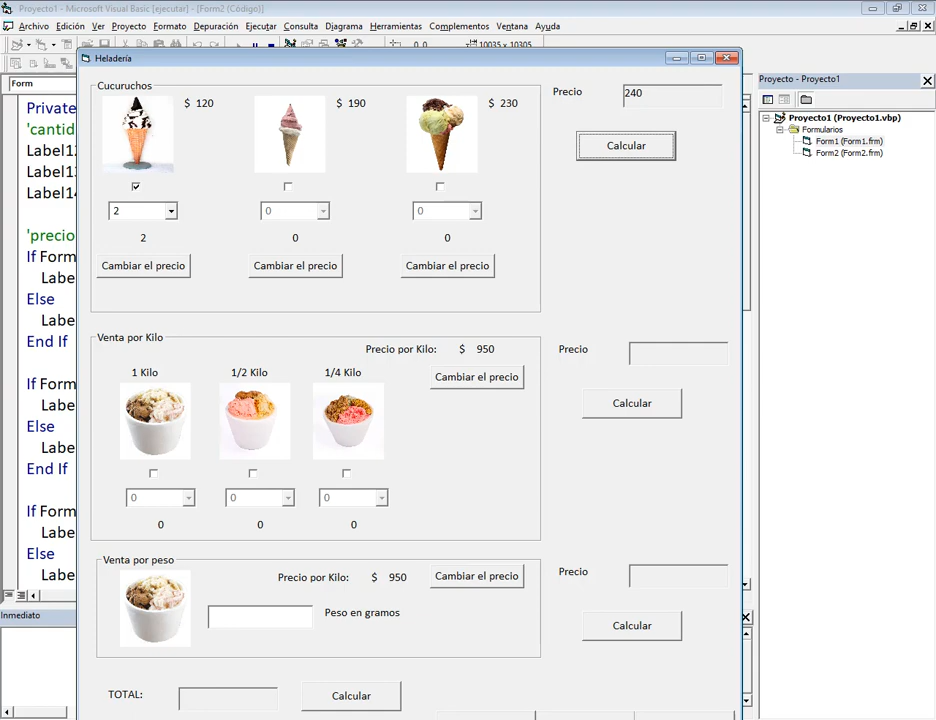 Proyecto1 - Microsoft Visual Basic [ejecutar] - [Form2 (Código)]
Archivo Edición Ver Proyecto Formato Depuración Ejecutar Consulta Diagrama Herramientas Complementos Ventana Ayuda
0, 0 10035 x 10305
Form
Private
'cantid
Label12
Label13
Label14
'precio
If Form
Labe
Else
Labe
End If
If Form
Labe
Else
Labe
End If
If Form
Labe
Else
Labe
Inmediato
Heladería
Cucuruchos
$ 120 $ 190 $ 230
2 0 0
2 0 0
Cambiar el precio Cambiar el precio Cambiar el precio
Precio 240
Calcular
Venta por Kilo
Precio por Kilo: $ 950
1 Kilo 1/2 Kilo 1/4 Kilo
Cambiar el precio
0 0 0
0 0 0
Precio
Calcular
Venta por peso
Precio por Kilo: $ 950
Cambiar el precio
Peso en gramos
Precio
Calcular
TOTAL: Calcular
Proyecto - Proyecto1
Proyecto1 (Proyecto1.vbp)
Formularios
Form1 (Form1.frm)
Form2 (Form2.frm)